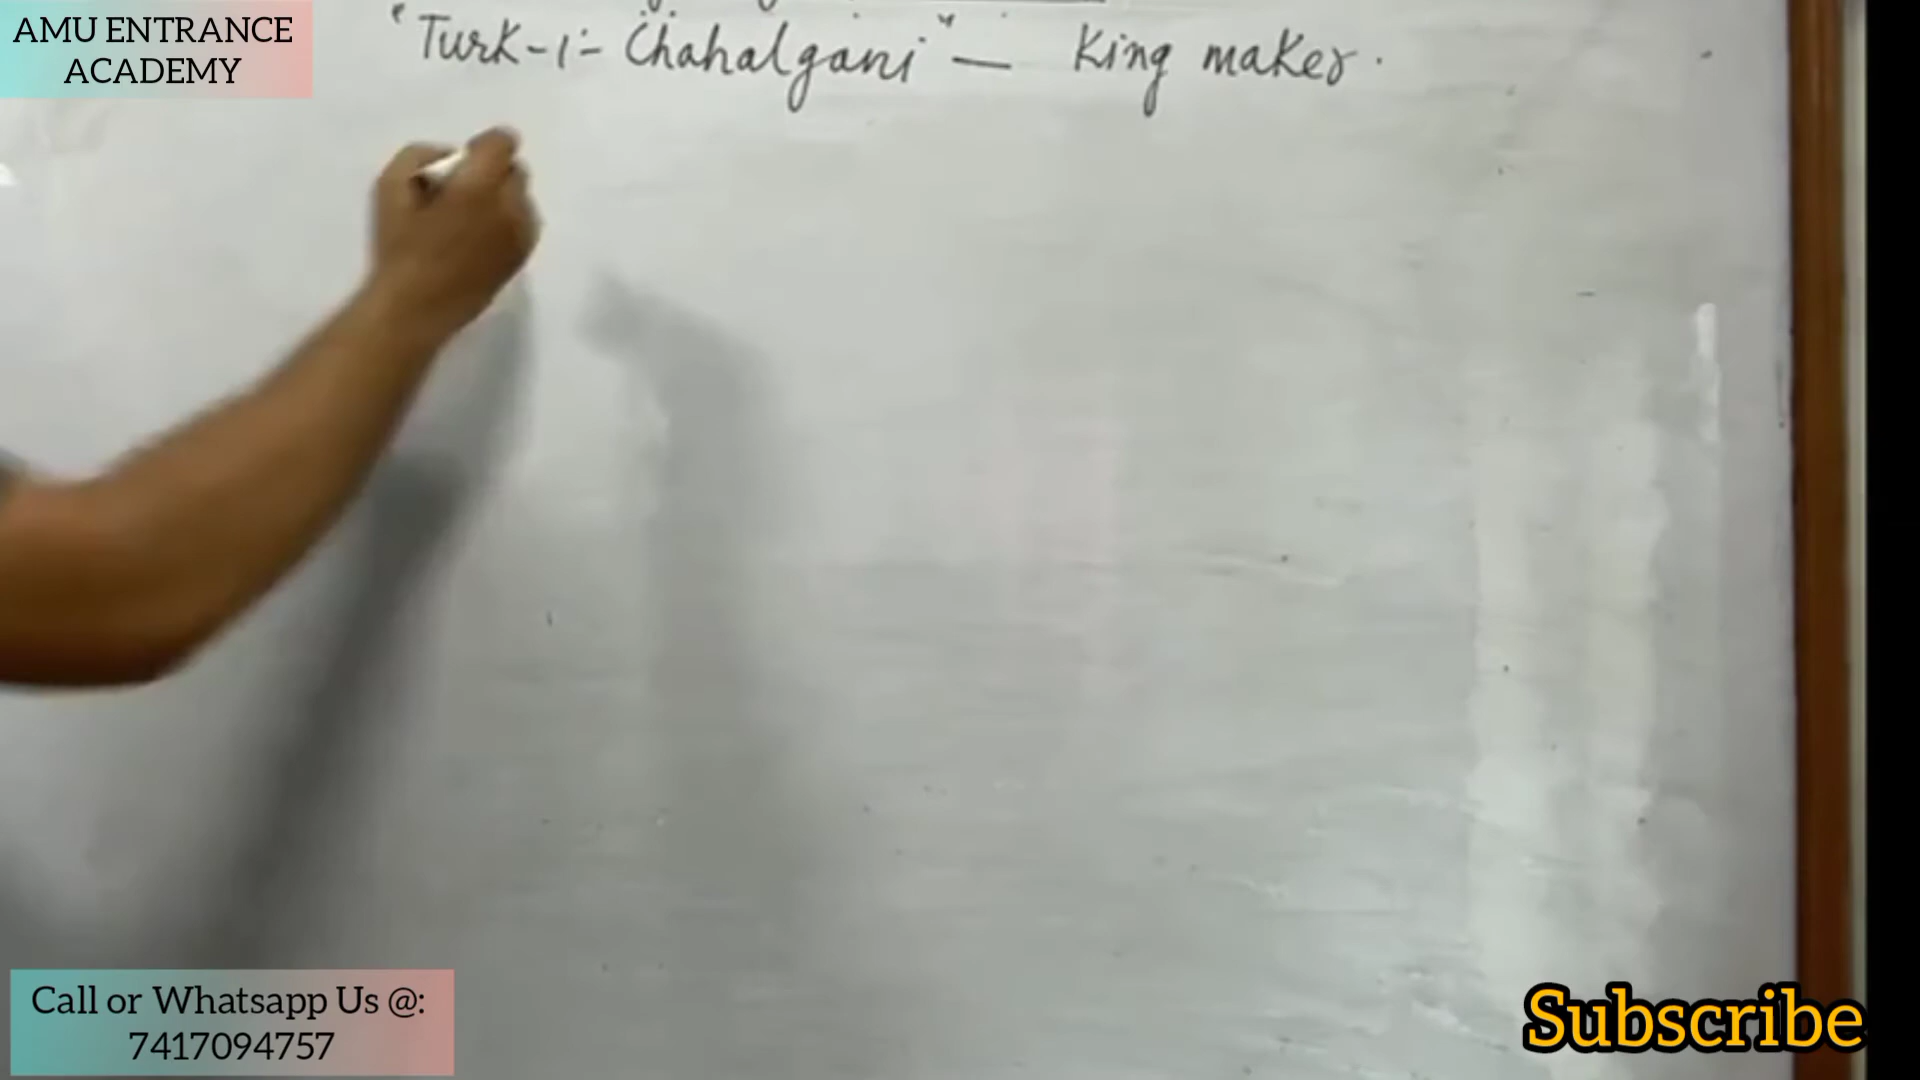 AMU ENTRANCE
ACADEMY
"Turk-i- Chahalgani" — King maker.
Call or Whatsapp Us @:
7417094757
Subscribe